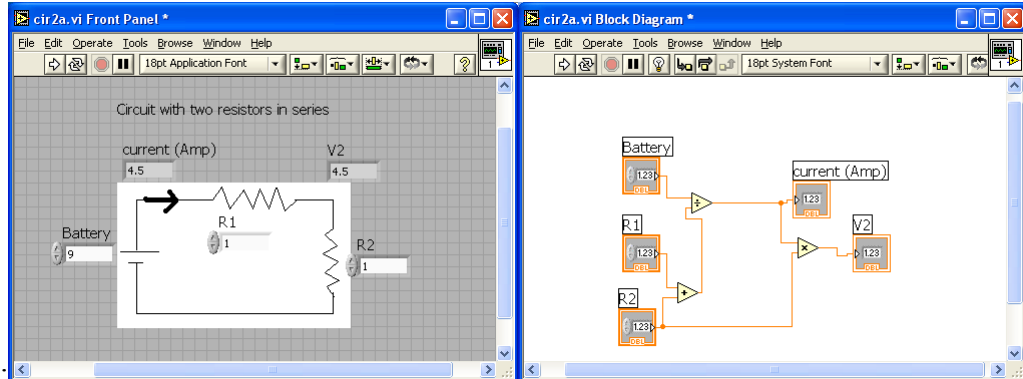 cir2a.vi Front Panel *
File Edit Operate Tools Browse Window Help
18pt Application Font
?
1
Circuit with two resistors in series
current (Amp)
4.5
V2
4.5
R1
1
Battery
9
R2
1
cir2a.vi Block Diagram *
File Edit Operate Tools Browse Window Help
18pt System Font
1
Battery
1.23
DBL
current (Amp)
1.23
÷
R1
1.23
DBL
V2
1.23
DBL
×
+
R2
1.23
DBL